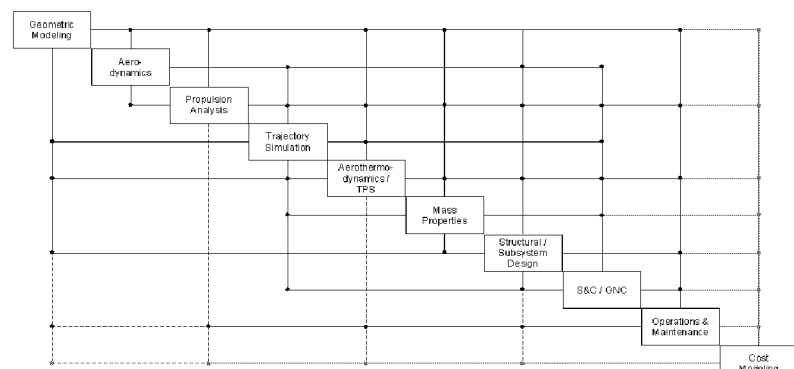 Geometric
Modeling
Aero-
dynamics
Propulsion
Analysis
Trajectory
Simulation
Aerothermo-
dynamics /
TPS
Mass
Properties
Structural /
Subsystem
Design
S&C / GNC
Operations &
Maintenance
Cost
Modeling